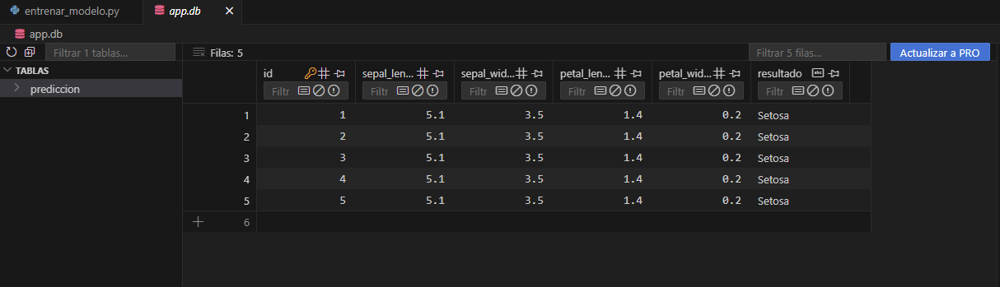 entrenar_modelo.py app.db
app.db
Filtrar 1 tablas... Filas: 5 Filtrar 5 filas... Actualizar a PRO
TABLAS
prediccion
id sepal_len... sepal_wid... petal_len... petal_wid... resultado
Filtr Filtr Filtr Filtr Filtr Filtr
1 1 5.1 3.5 1.4 0.2 Setosa
2 2 5.1 3.5 1.4 0.2 Setosa
3 3 5.1 3.5 1.4 0.2 Setosa
4 4 5.1 3.5 1.4 0.2 Setosa
5 5 5.1 3.5 1.4 0.2 Setosa
6